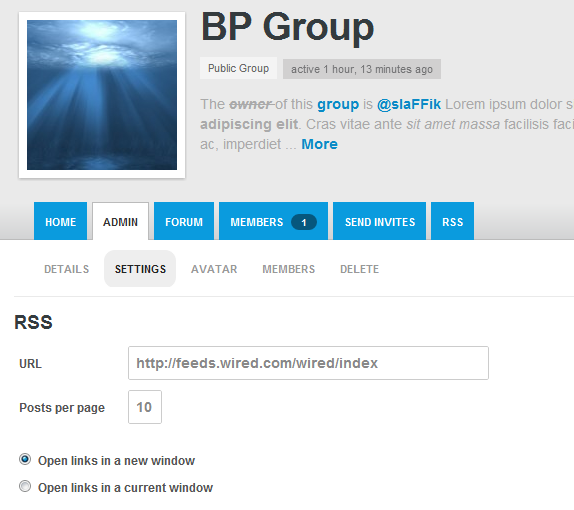 BP Group
Public Group
active 1 hour, 13 minutes ago
The owner of this group is @slaFFik Lorem ipsum dolor s
adipiscing elit. Cras vitae ante sit amet massa facilisis faci
ac, imperdiet ... More
HOME
ADMIN
FORUM
MEMBERS 1
SEND INVITES
RSS
DETAILS
SETTINGS
AVATAR
MEMBERS
DELETE
RSS
URL
http://feeds.wired.com/wired/index
Posts per page
10
Open links in a new window
Open links in a current window